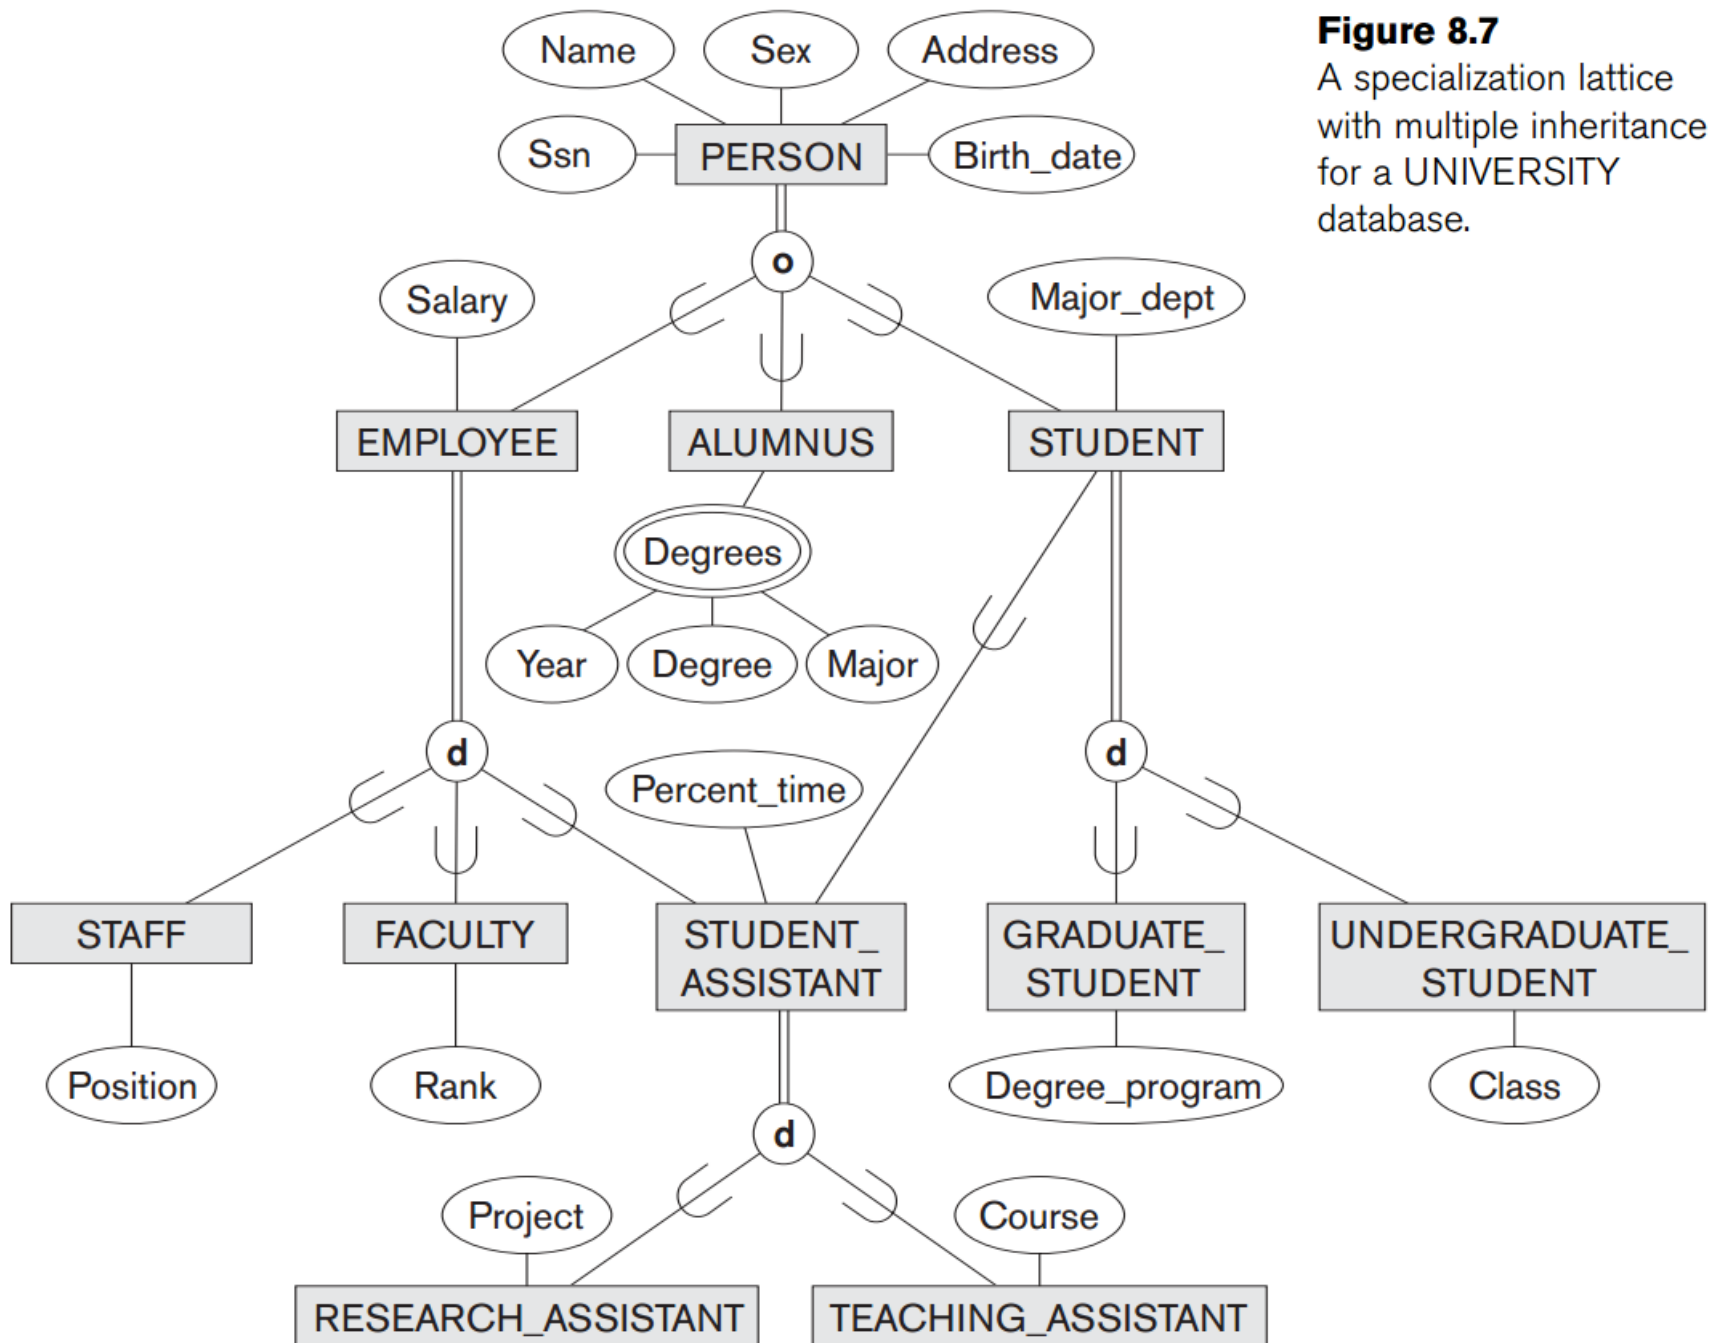 Figure 8.7
A specialization lattice
with multiple inheritance
for a UNIVERSITY
database.
Name
Sex
Address
Ssn
PERSON
Birth_date
o
Salary
Major_dept
EMPLOYEE
ALUMNUS
STUDENT
Degrees
Year
Degree
Major
d
d
Percent_time
STAFF
FACULTY
STUDENT_
ASSISTANT
GRADUATE_
STUDENT
UNDERGRADUATE_
STUDENT
Position
Rank
Degree_program
Class
d
Project
Course
RESEARCH_ASSISTANT
TEACHING_ASSISTANT